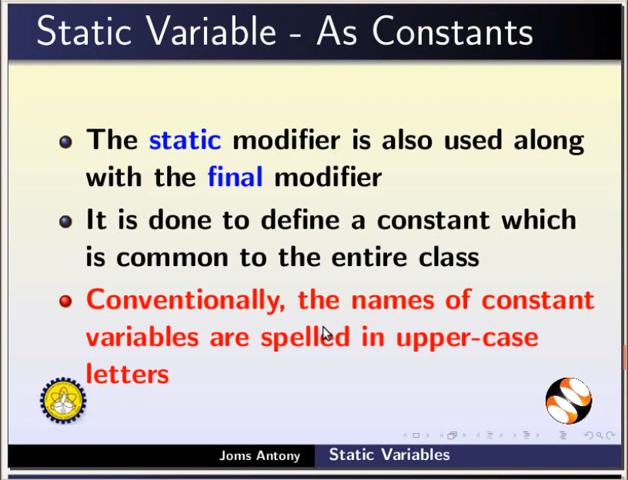 Static Variable - As Constants
The static modifier is also used along
with the final modifier
It is done to define a constant which
is common to the entire class
Conventionally, the names of constant
variables are spelled in upper-case
letters
Joms Antony Static Variables